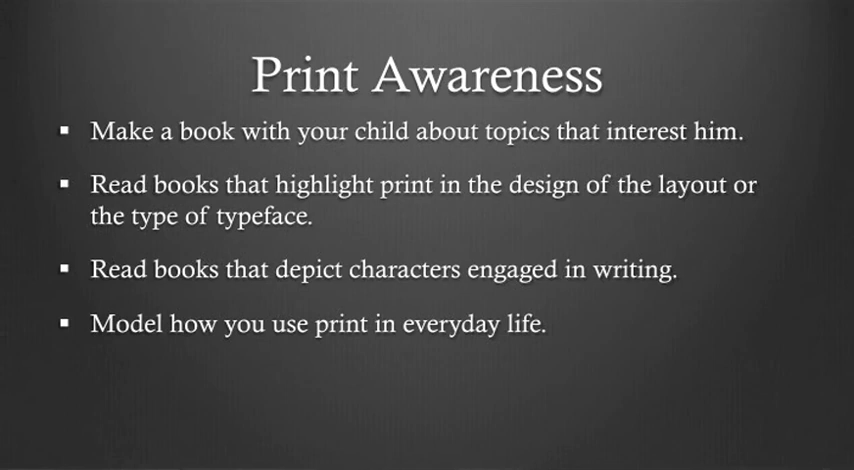 Print Awareness
▪ Make a book with your child about topics that interest him.
▪ Read books that highlight print in the design of the layout or
the type of typeface.
▪ Read books that depict characters engaged in writing.
▪ Model how you use print in everyday life.